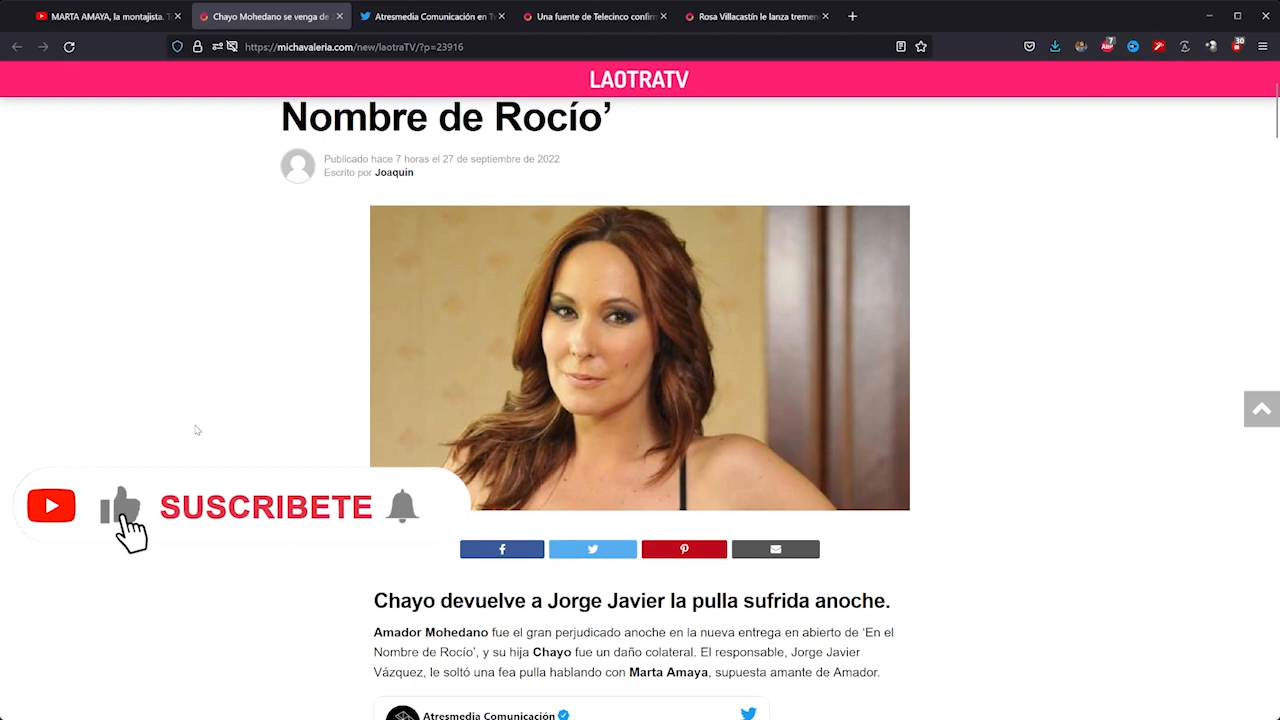 MARTA AMAYA, la montajista. T
Chayo Mohedano se venga de
Atresmedia Comunicación en T
Una fuente de Telecinco confirm
Rosa Villacastín le lanza tremen
https://michavaleria.com/new/laotraTV/?p=23916
7
30
LAOTRATV
Nombre de Rocío’
Publicado hace 7 horas el 27 de septiembre de 2022
Escrito por Joaquin
SUSCRIBETE
Chayo devuelve a Jorge Javier la pulla sufrida anoche.
Amador Mohedano fue el gran perjudicado anoche en la nueva entrega en abierto de ‘En el
Nombre de Rocío’, y su hija Chayo fue un daño colateral. El responsable, Jorge Javier
Vázquez, le soltó una fea pulla hablando con Marta Amaya, supuesta amante de Amador.
Atresmedia Comunicación